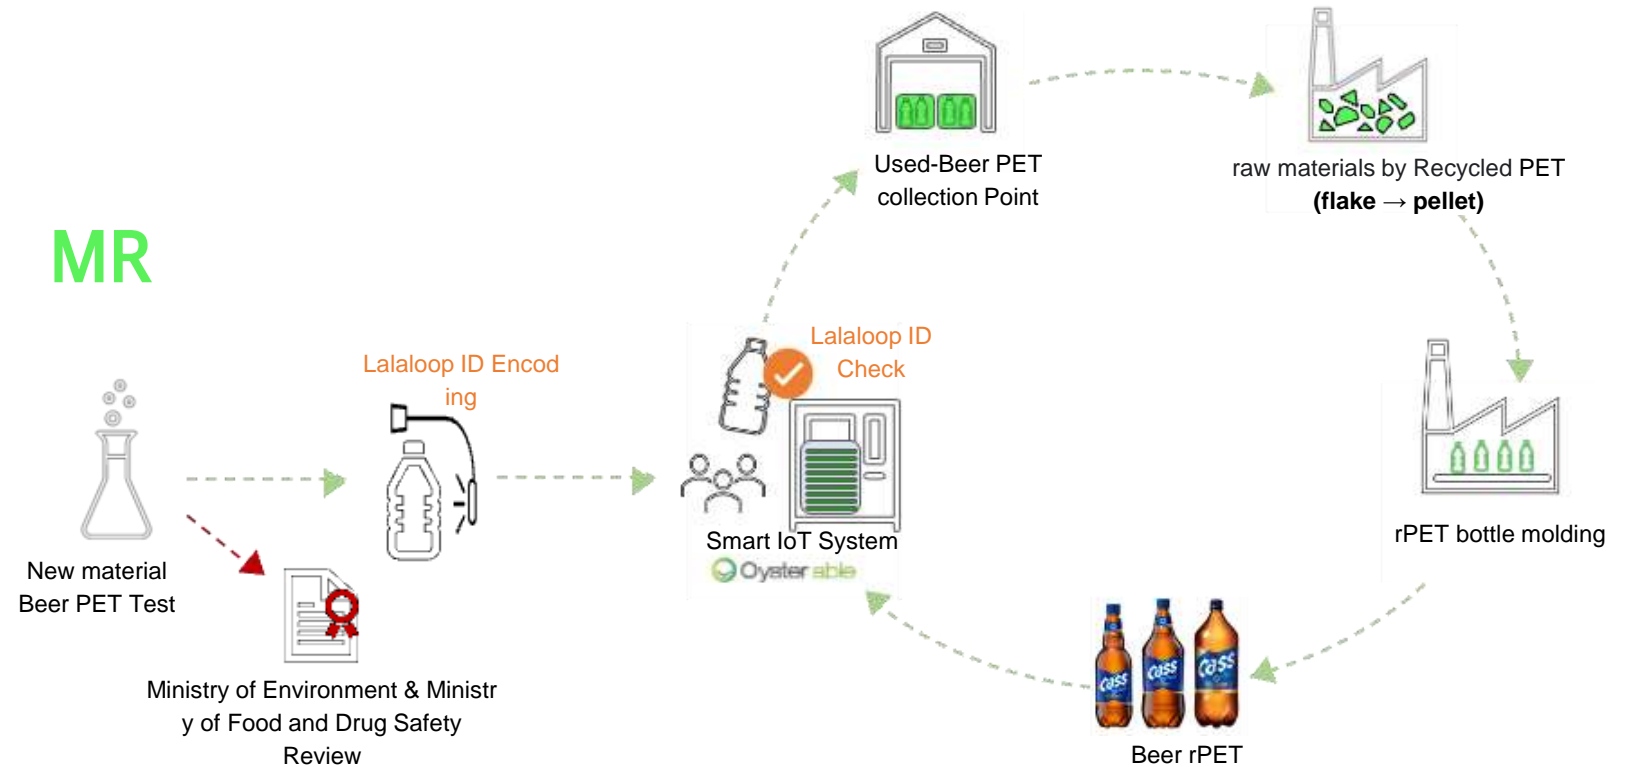 Used-Beer PET
collection Point
raw materials by Recycled PET
(flake → pellet)
MR
Lalaloop ID Encod
ing
Lalaloop ID
Check
New material
Beer PET Test
Smart IoT System
Oyster able
rPET bottle molding
Ministry of Environment & Ministr
y of Food and Drug Safety
Review
Cass
Cass
Cass
Beer rPET